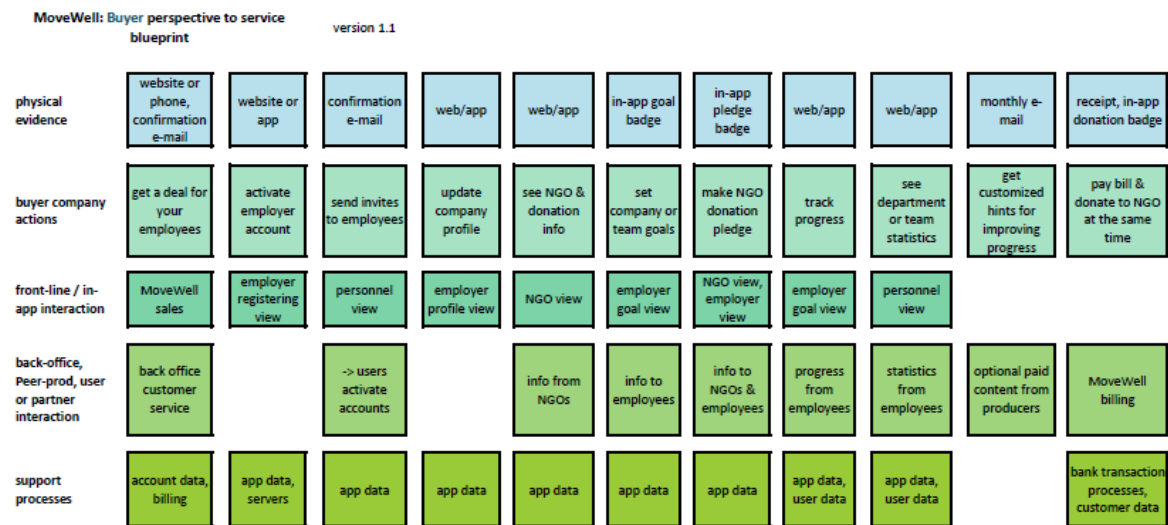 MoveWell: Buyer perspective to service
blueprint
version 1.1
physical
evidence
website or
phone,
confirmation
e-mail
website or
app
confirmation
e-mail
web/app
web/app
in-app goal
badge
in-app
pledge
badge
web/app
web/app
monthly e-
mail
receipt, in-app
donation badge
buyer company
actions
get a deal for
your
employees
activate
employer
account
send invites
to employees
update
company
profile
see NGO &
donation
info
set
company or
team goals
make NGO
donation
pledge
track
progress
see
department
or team
statistics
get
customized
hints for
improving
progress
pay bill &
donate to NGO
at the same
time
front-line / in-
app interaction
MoveWell
sales
employer
registering
view
personnel
view
employer
profile view
NGO view
employer
goal view
NGO view,
employer
view
employer
goal view
personnel
view
back-office,
Peer-prod, user
or partner
interaction
back office
customer
service
-> users
activate
accounts
info from
NGOs
info to
employees
info to
NGOs &
employees
progress
from
employees
statistics
from
employees
optional paid
content from
producers
MoveWell
billing
support
processes
account data,
billing
app data,
servers
app data
app data
app data
app data
app data
app data,
user data
app data,
user data
bank transaction
processes,
customer data